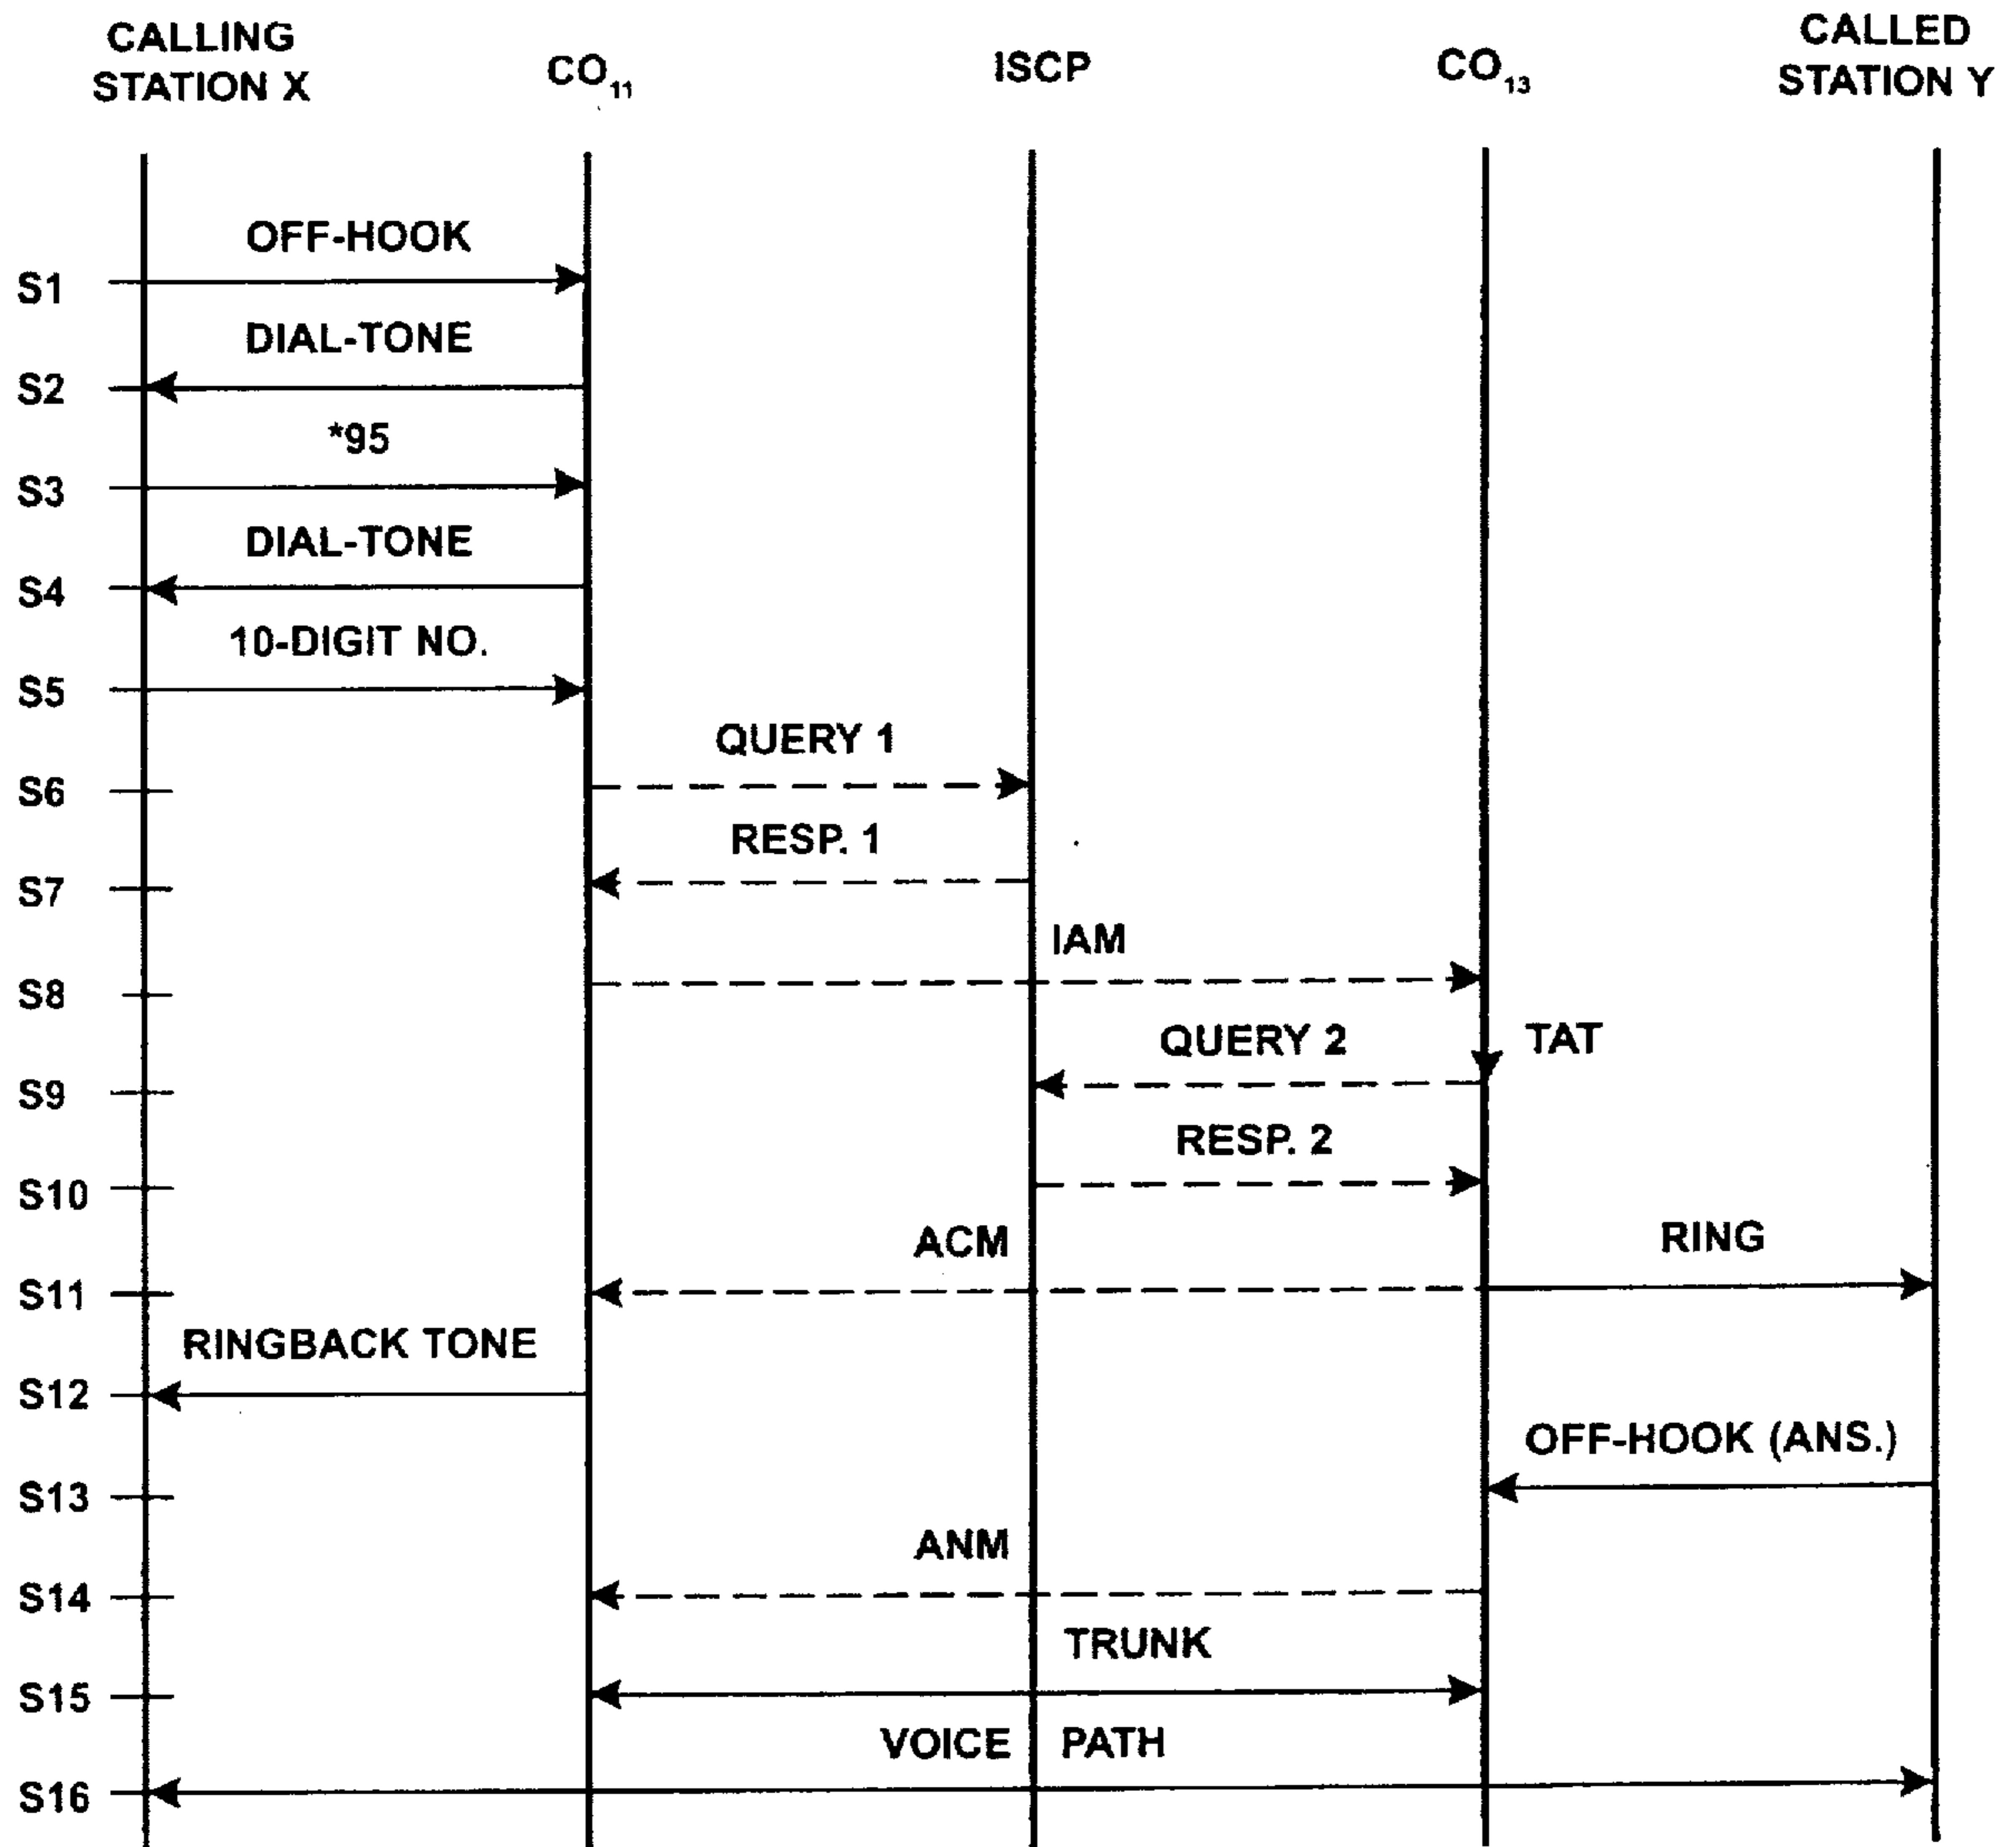 CALLING
STATION X
CO11
ISCP
CO13
CALLED
STATION Y
OFF-HOOK
S1
DIAL-TONE
S2
*95
S3
DIAL-TONE
S4
10-DIGIT NO.
S5
QUERY 1
S6
RESP. 1
S7
IAM
S8
QUERY 2
TAT
S9
RESP. 2
S10
ACM
RING
S11
RINGBACK TONE
S12
OFF-HOOK (ANS.)
S13
ANM
S14
TRUNK
S15
VOICE PATH
S16